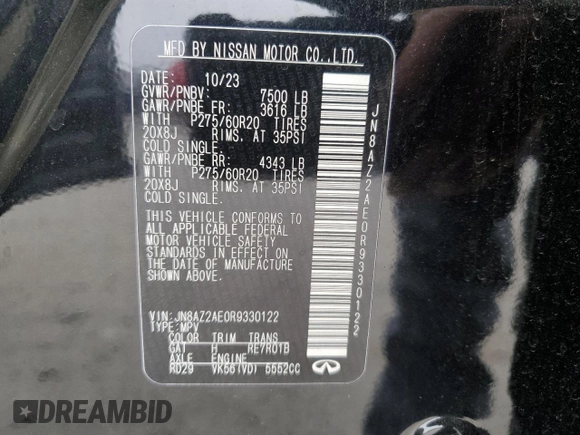 MFD BY NISSAN MOTOR CO.,LTD.
DATE: 10/23
GVWR/PNBV: 7500 LB
GAWR/PNBE FR: 3616 LB
WITH P275/60R20 TIRES
20X8J RIMS, AT 35PSI
COLD SINGLE.
GAWR/PNBE RR: 4343 LB
WITH P275/60R20 TIRES
20X8J RIMS, AT 35PSI
COLD SINGLE.
THIS VEHICLE CONFORMS TO
ALL APPLICABLE FEDERAL
MOTOR VEHICLE SAFETY
STANDARDS IN EFFECT ON
THE DATE OF MANUFACTURE
SHOWN ABOVE.
VIN: JN8AZ2AE0R9330122
TYPE: MPV
COLOR TRIM TRANS
GAT H RE7R01B
AXLE ENGINE
RD29 VK56(VD) 5552CC
JN8AZ2AE0R9330122
DREAMBID